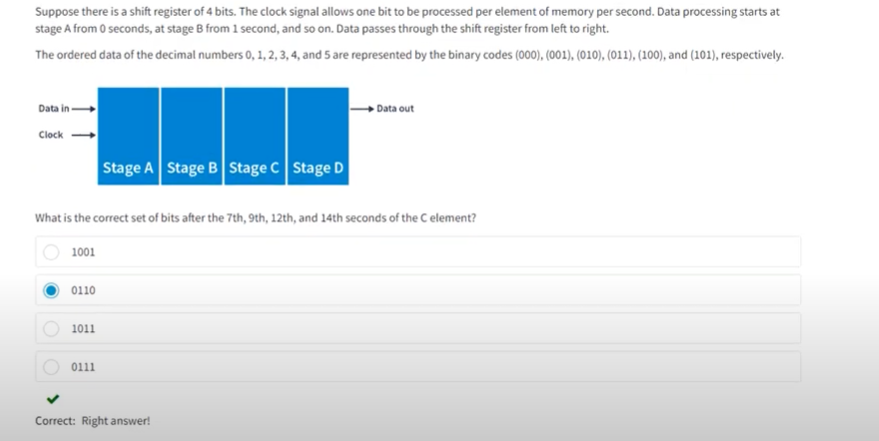 Suppose there is a shift register of 4 bits. The clock signal allows one bit to be processed per element of memory per second. Data processing starts at
stage A from 0 seconds, at stage B from 1 second, and so on. Data passes through the shift register from left to right.
The ordered data of the decimal numbers 0, 1, 2, 3, 4, and 5 are represented by the binary codes (000), (001), (010), (011), (100), and (101), respectively.
Data in
Data out
Clock
Stage A Stage B Stage C Stage D
What is the correct set of bits after the 7th, 9th, 12th, and 14th seconds of the C element?
1001
0110
1011
0111
Correct: Right answer!